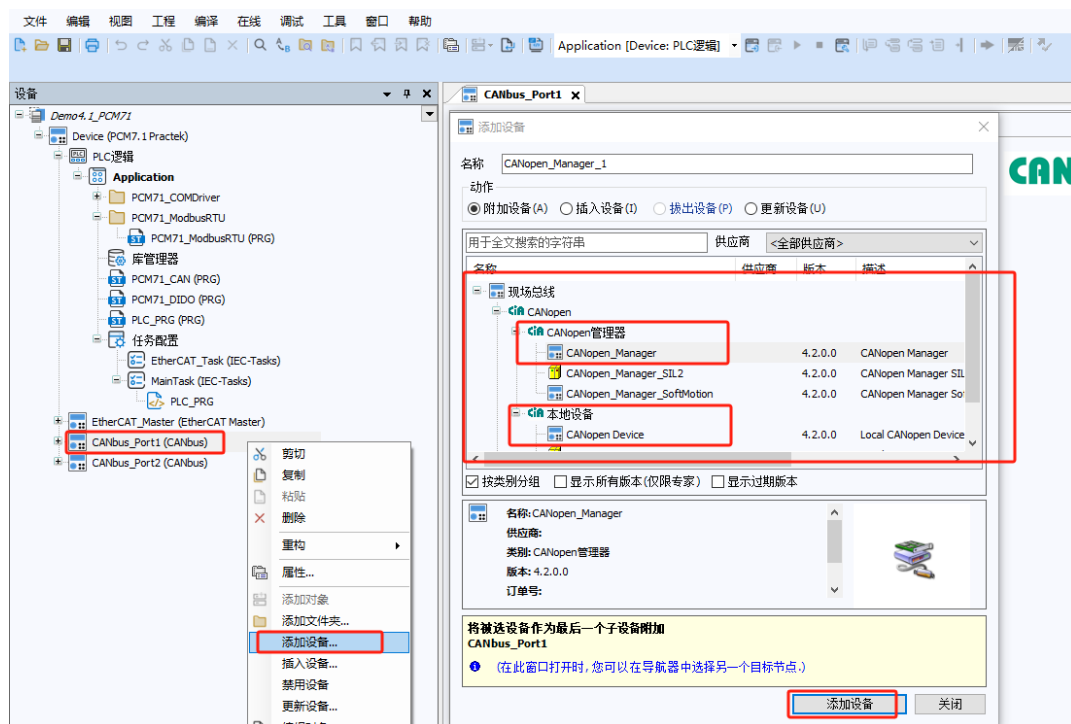 文件 编辑 视图 工程 编译 在线 调试 工具 窗口 帮助
Application [Device: PLC逻辑]
设备
Demo4.1_PCM71
Device (PCM7.1 Practek)
PLC逻辑
Application
PCM71_COMDriver
PCM71_ModbusRTU
PCM71_ModbusRTU (PRG)
库管理器
PCM71_CAN (PRG)
PCM71_DIDO (PRG)
PLC_PRG (PRG)
任务配置
EtherCAT_Task (IEC-Tasks)
MainTask (IEC-Tasks)
PLC_PRG
EtherCAT_Master (EtherCAT Master)
CANbus_Port1 (CANbus)
CANbus_Port2 (CANbus)
剪切
复制
粘贴
删除
重构
属性...
添加对象
添加文件夹...
添加设备...
插入设备...
禁用设备
更新设备...
CANbus_Port1
添加设备
名称 CANopen_Manager_1
动作
附加设备(A) 插入设备(I) 拔出设备(P) 更新设备(U)
用于全文搜索的字符串 供应商 <全部供应商>
名称 供应商 版本 描述
现场总线
CiA CANopen
CiA CANopen管理器
CANopen_Manager 4.2.0.0 CANopen Manager
CANopen_Manager_SIL2 4.2.0.0 CANopen Manager SIL
CANopen_Manager_SoftMotion 4.2.0.0 CANopen Manager So
CiA 本地设备
CANopen Device 4.2.0.0 Local CANopen Device
按类别分组 显示所有版本(仅限专家) 显示过期版本
名称: CANopen_Manager
供应商:
类别: CANopen管理器
版本: 4.2.0.0
订单号:
将被选设备作为最后一个子设备附加
CANbus_Port1
(在此窗口打开时, 您可以在导航器中选择另一个目标节点.)
添加设备 关闭
CAN